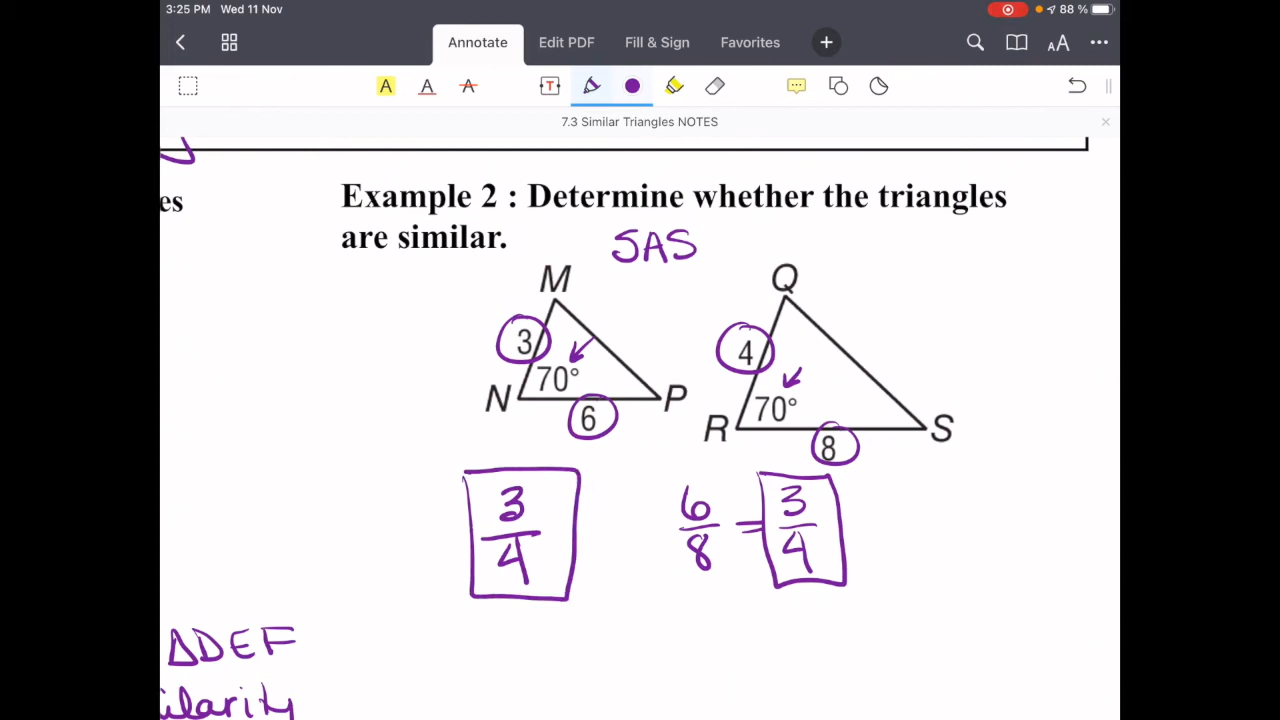 3:25 PM Wed 11 Nov 88 %
Annotate Edit PDF Fill & Sign Favorites
A A A T AA
7.3 Similar Triangles NOTES
es
Example 2 : Determine whether the triangles
are similar.
SAS
M
3
70°
N
P
6
Q
4
70°
R
S
8
3/4
6/8 = 3/4
ΔDEF
ilarity